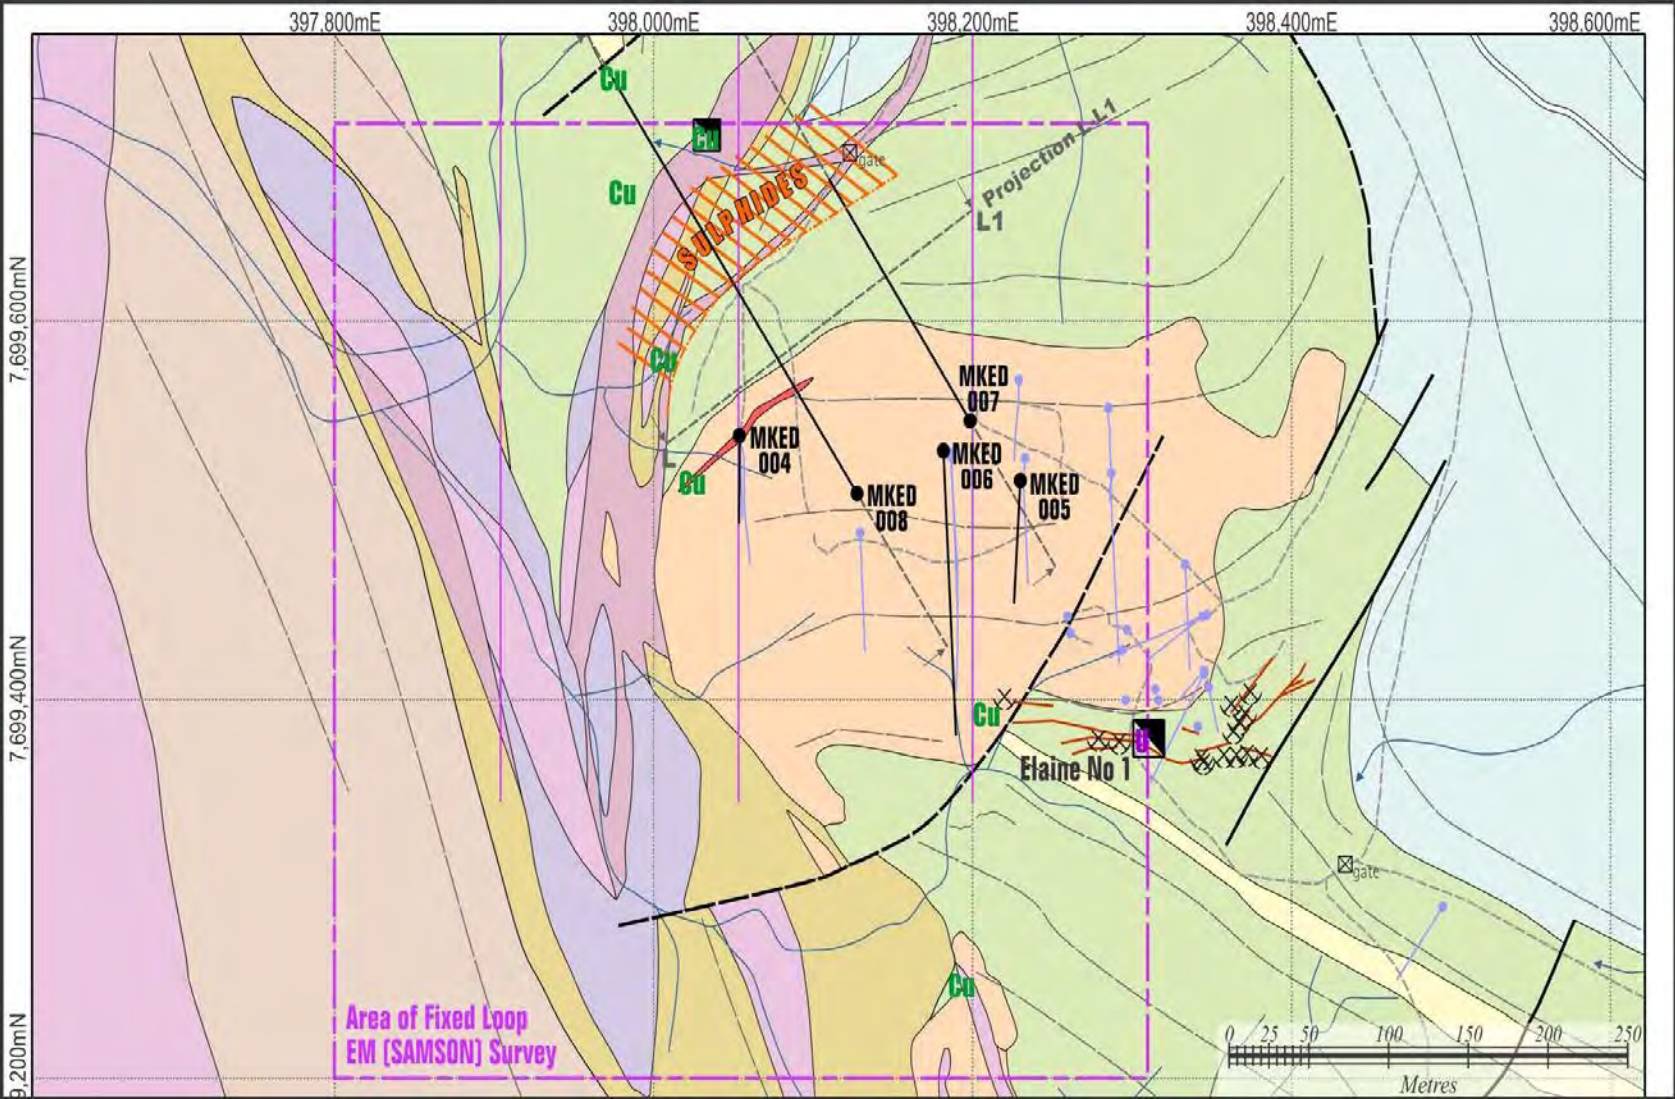 397,800mE
398,000mE
398,200mE
398,400mE
398,600mE
Cu
Cu
gate
Projection L-L1
Cu
SULPHIDES
L1
7,699,600mN
Cu
MKED
007
MKED
004
L
MKED
006
Cu
MKED
005
MKED
008
7,699,400mN
Cu
U
Elaine No 1
gate
Cu
Area of Fixed Loop
EM (SAMSON) Survey
0 25 50 100 150 200 250
Metres
9,200mN